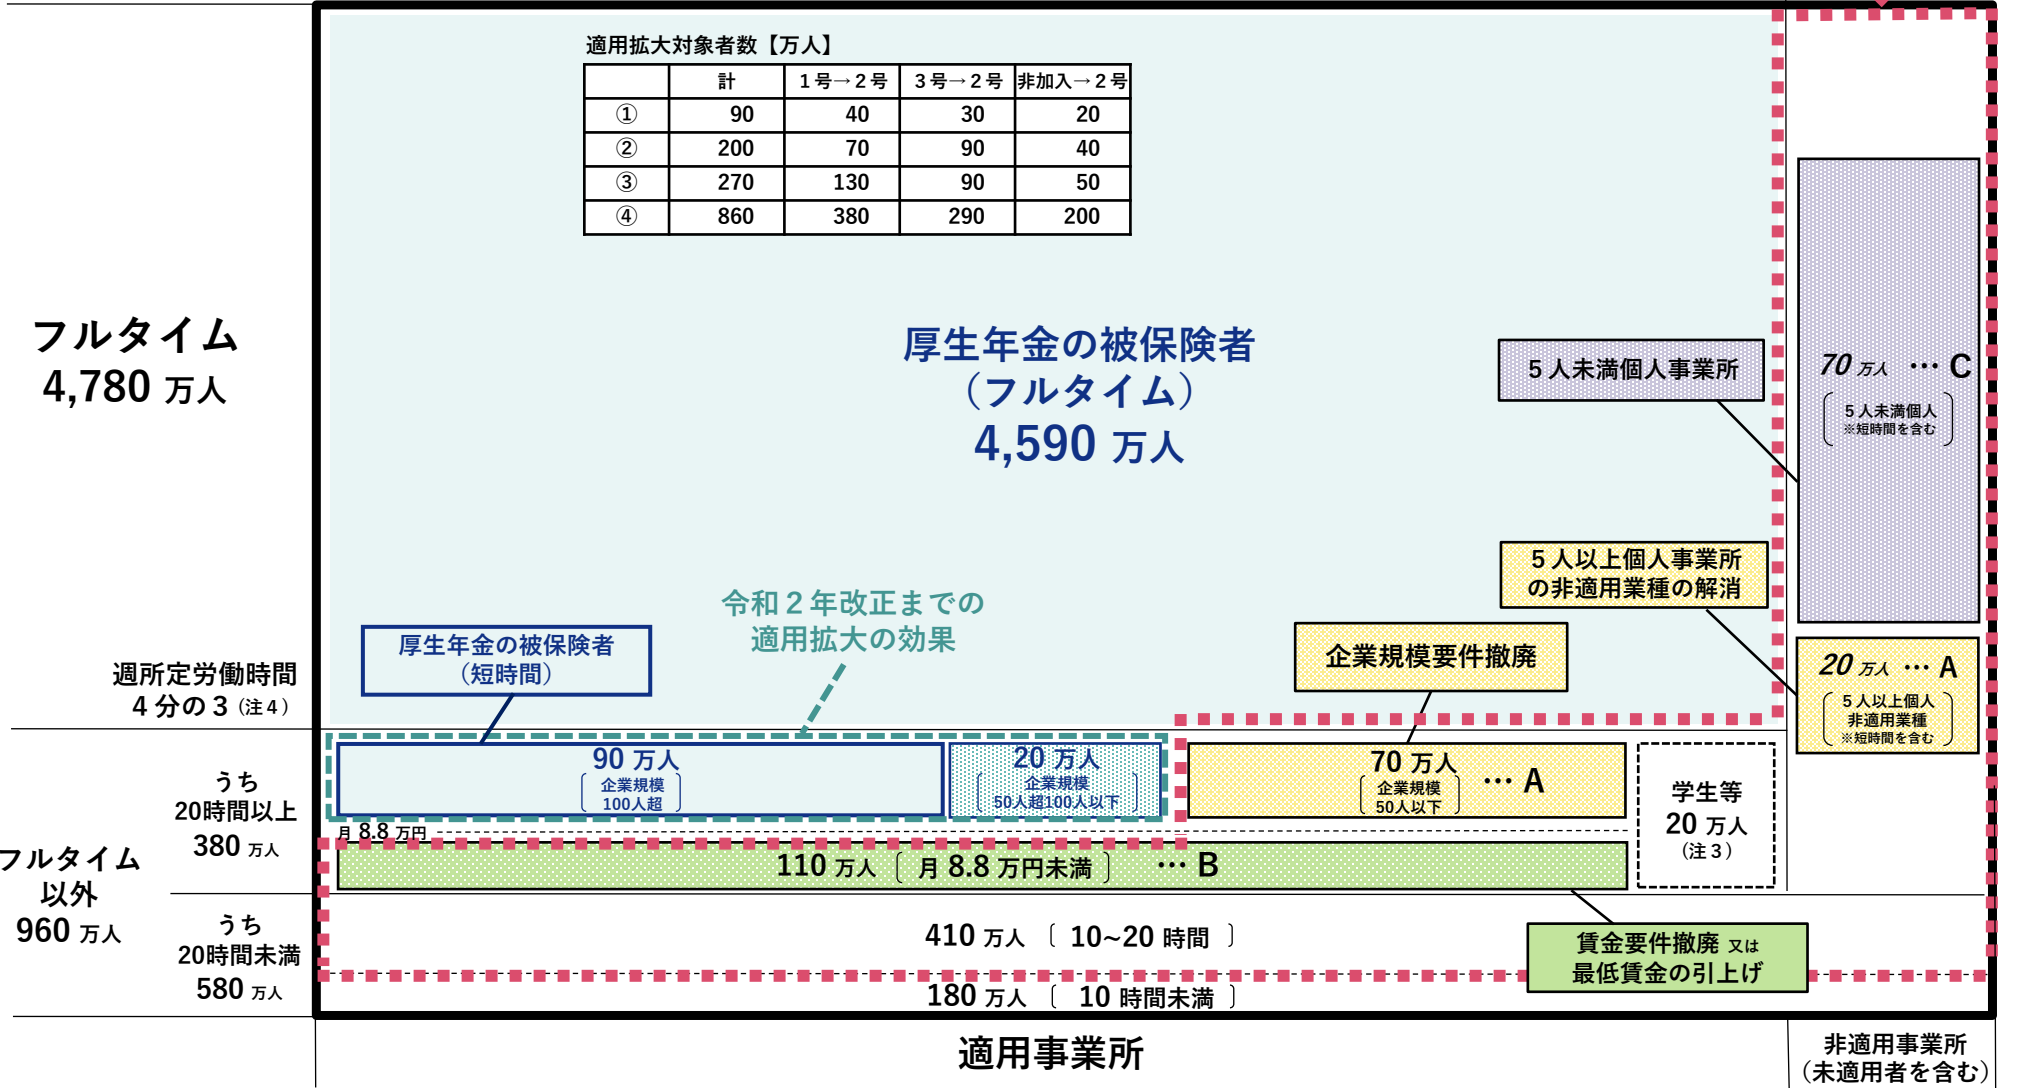 適用拡大対象者数【万人】
計 1号→2号 3号→2号 非加入→2号
① 90 40 30 20
② 200 70 90 40
③ 270 130 90 50
④ 860 380 290 200
フルタイム
4,780 万人
厚生年金の被保険者
（フルタイム）
4,590 万人
5人未満個人事業所
70 万人 … C
5人未満個人
※短時間を含む
5人以上個人事業所
の非適用業種の解消
令和2年改正までの
適用拡大の効果
厚生年金の被保険者
（短時間）
企業規模要件撤廃
20 万人 … A
5人以上個人
非適用業種
※短時間を含む
週所定労働時間
4分の3（注4）
90 万人
企業規模
100人超
20 万人
企業規模
50人超100人以下
70 万人 … A
企業規模
50人以下
学生等
20 万人
（注3）
うち
20時間以上
380 万人
月 8.8 万円
110 万人〔 月 8.8 万円未満 〕 … B
フルタイム
以外
960 万人
うち
20時間未満
580 万人
410 万人〔 10~20 時間 〕
賃金要件撤廃 又は
最低賃金の引上げ
180 万人〔 10 時間未満 〕
適用事業所
非適用事業所
（未適用者を含む）